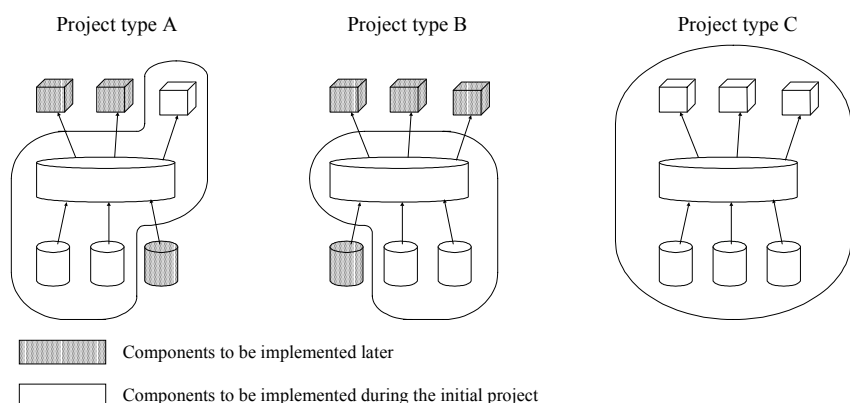 Project type A
Project type B
Project type C
Components to be implemented later
Components to be implemented during the initial project